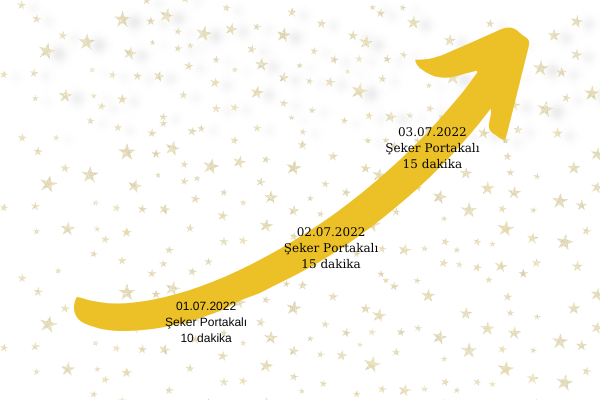 03.07.2022
Şeker Portakalı
15 dakika
02.07.2022
Şeker Portakalı
15 dakika
01.07.2022
Şeker Portakalı
10 dakika